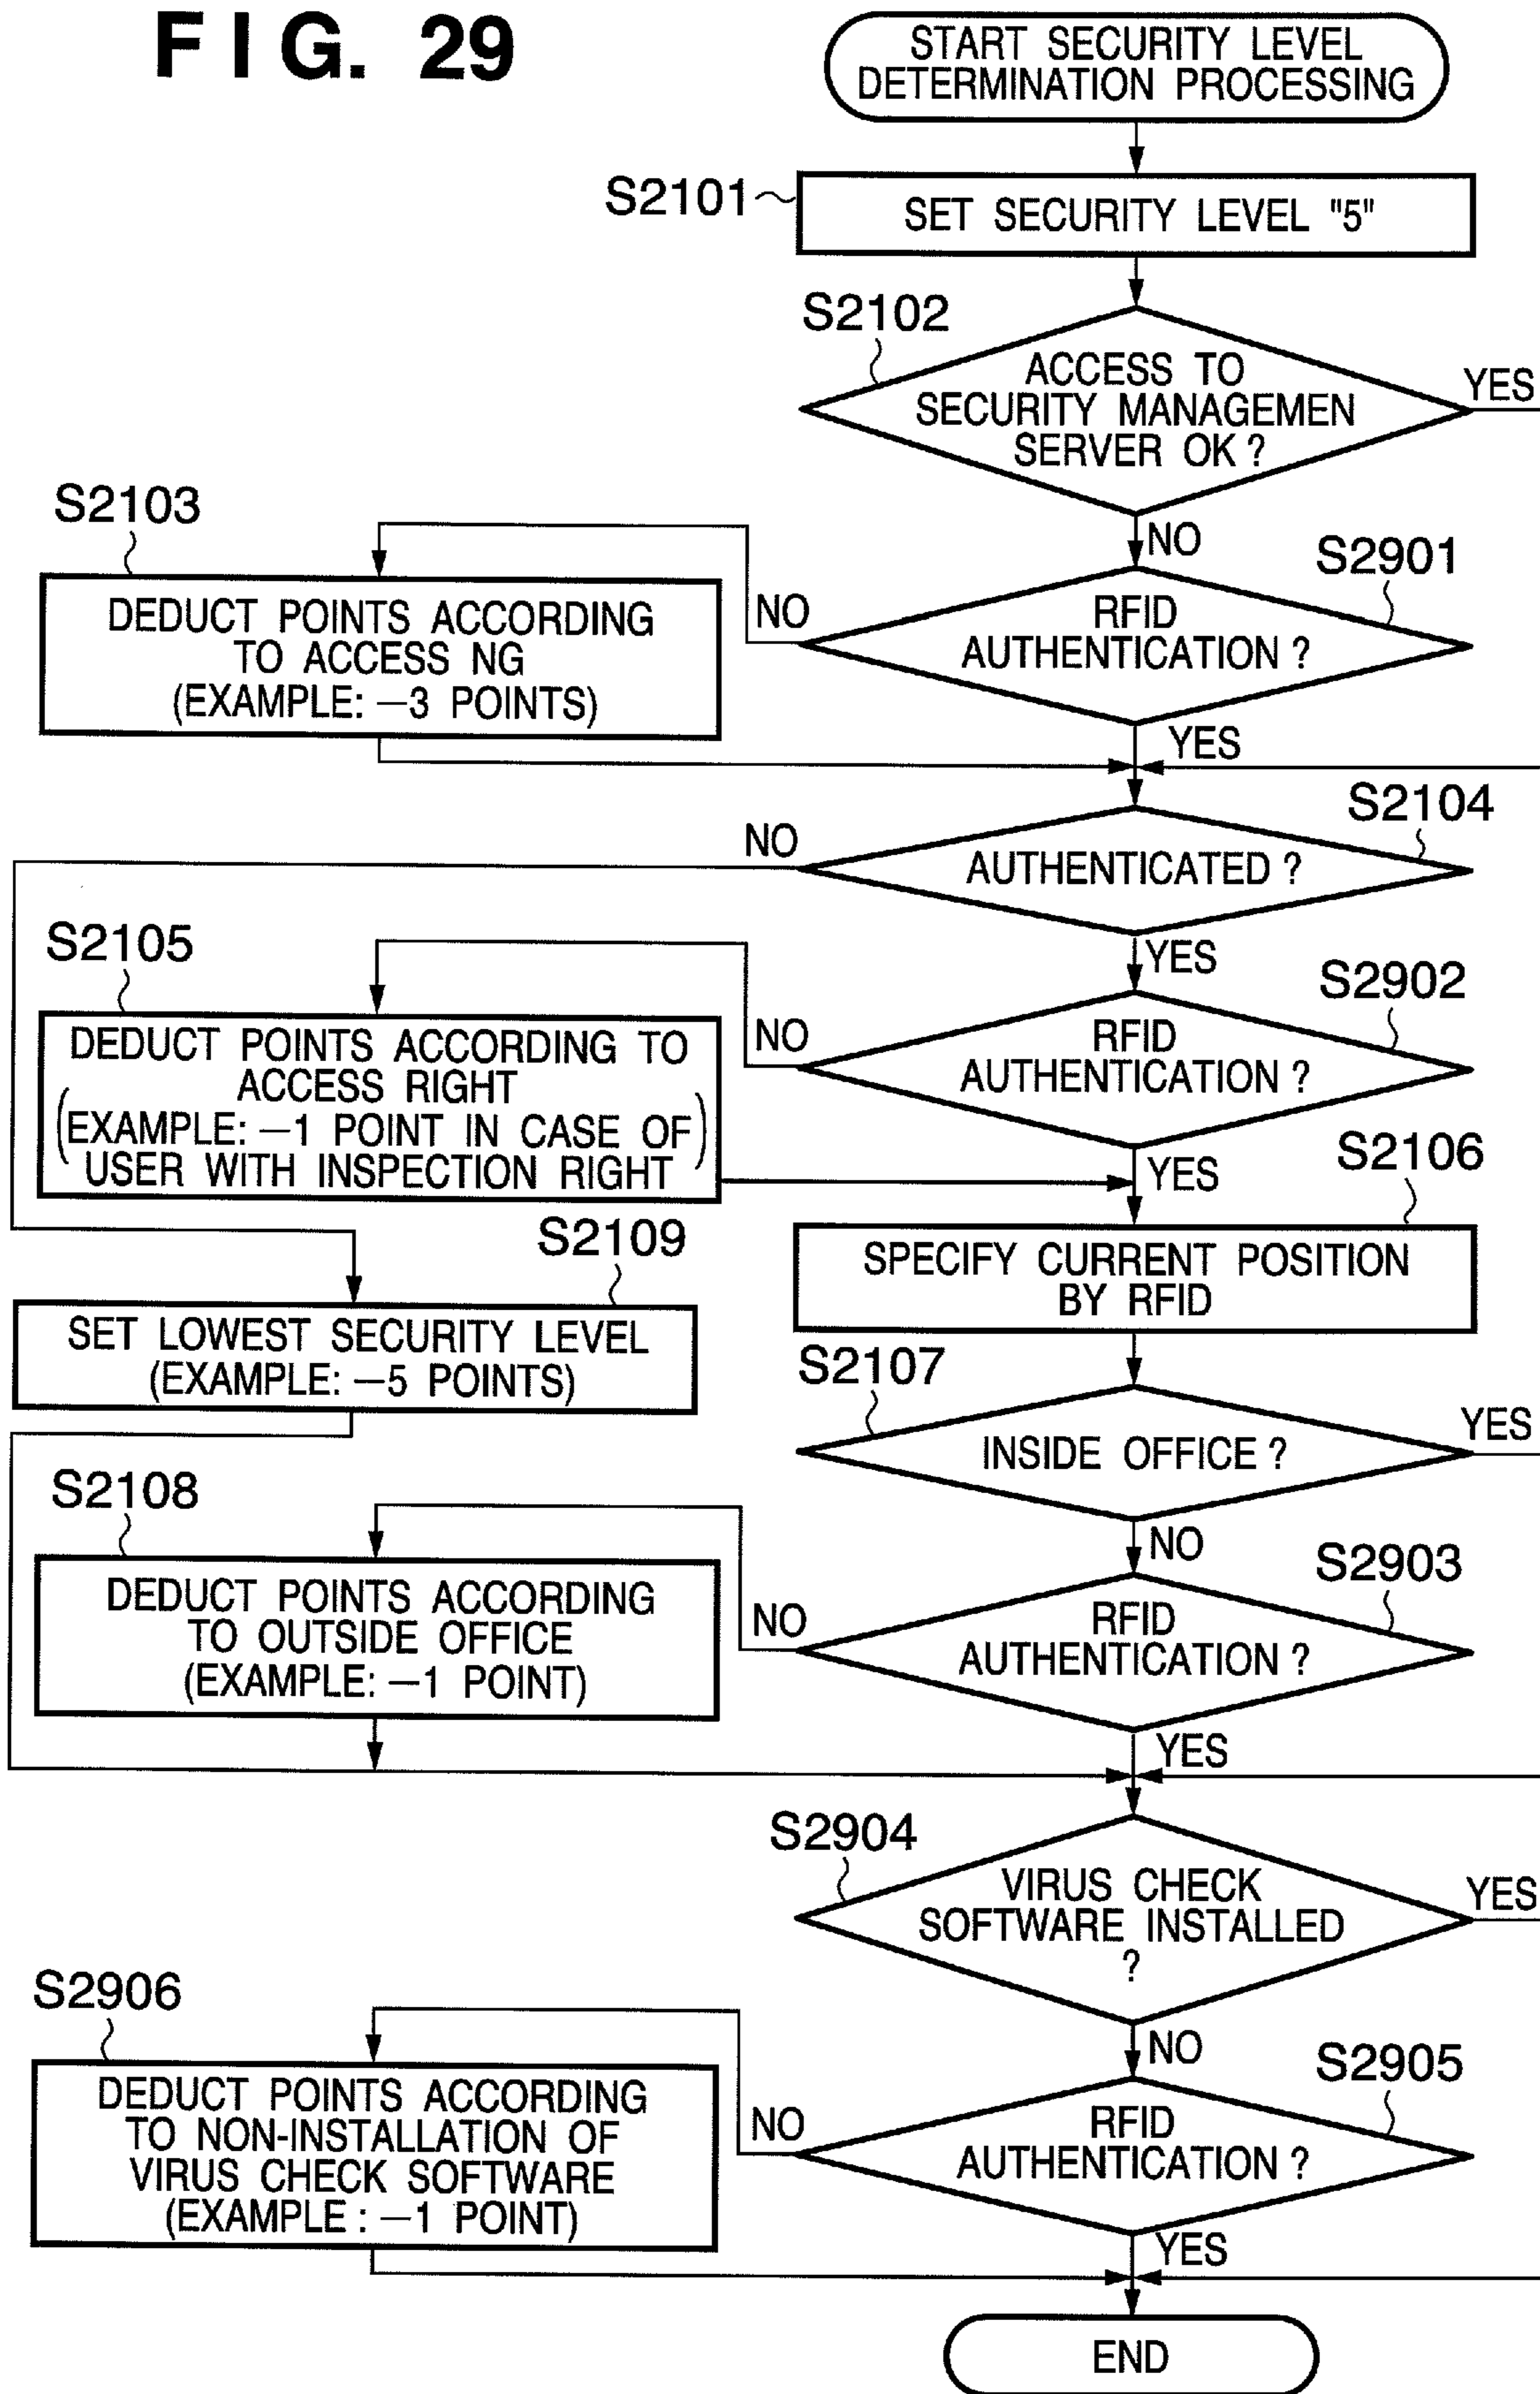 FIG. 29
START SECURITY LEVEL
DETERMINATION PROCESSING
S2101
SET SECURITY LEVEL "5"
S2102
ACCESS TO
SECURITY MANAGEMEN
SERVER OK?
YES
NO
S2103
DEDUCT POINTS ACCORDING
TO ACCESS NG
(EXAMPLE: −3 POINTS)
S2901
RFID
AUTHENTICATION?
NO
YES
S2104
AUTHENTICATED?
NO
YES
S2105
DEDUCT POINTS ACCORDING TO
ACCESS RIGHT
(EXAMPLE: −1 POINT IN CASE OF
USER WITH INSPECTION RIGHT)
S2902
RFID
AUTHENTICATION?
NO
YES
S2106
SPECIFY CURRENT POSITION
BY RFID
S2109
SET LOWEST SECURITY LEVEL
(EXAMPLE: −5 POINTS)
S2107
INSIDE OFFICE?
YES
NO
S2108
DEDUCT POINTS ACCORDING
TO OUTSIDE OFFICE
(EXAMPLE: −1 POINT)
S2903
RFID
AUTHENTICATION?
NO
YES
S2904
VIRUS CHECK
SOFTWARE INSTALLED
?
YES
NO
S2906
DEDUCT POINTS ACCORDING
TO NON-INSTALLATION OF
VIRUS CHECK SOFTWARE
(EXAMPLE: −1 POINT)
S2905
RFID
AUTHENTICATION?
NO
YES
END